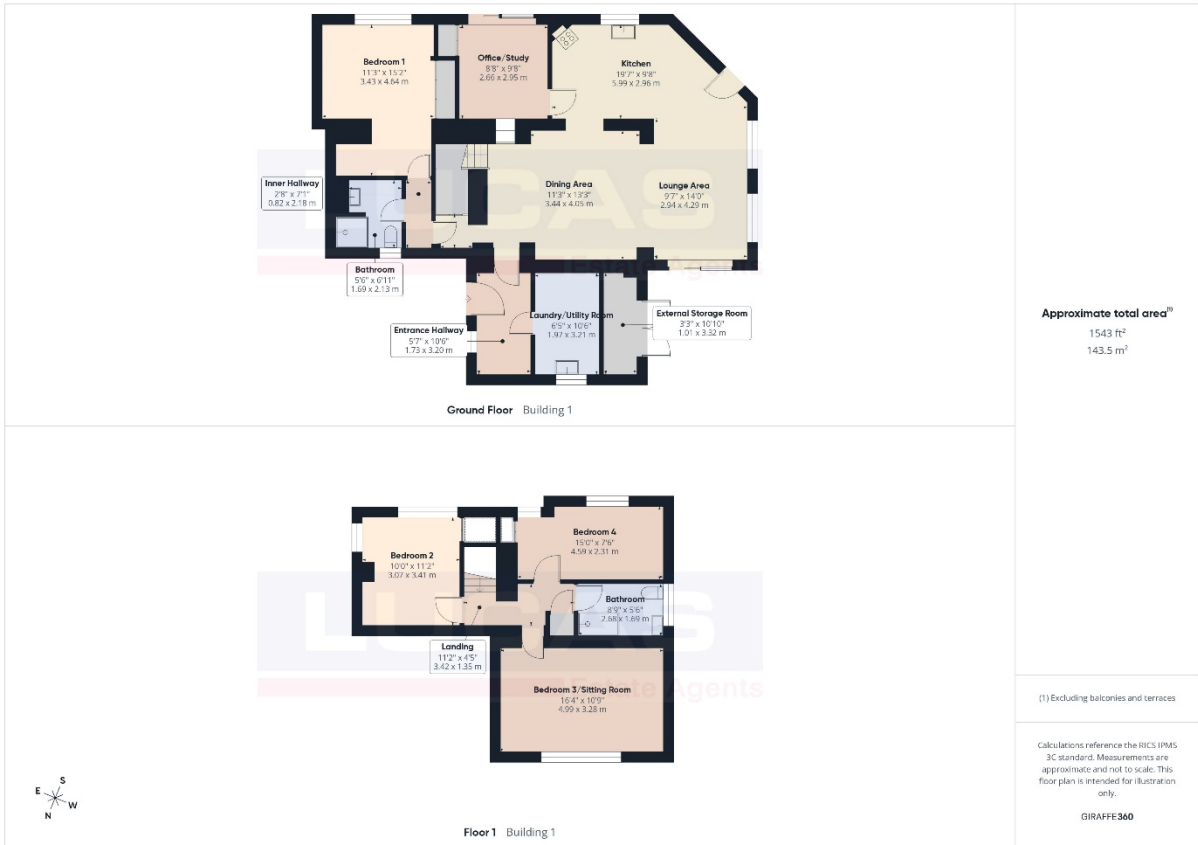 Bedroom 1
11'3" x 15'2"
3.43 x 4.64 m
Office/Study
8'8" x 9'8"
2.66 x 2.95 m
Kitchen
19'7" x 9'8"
5.99 x 2.96 m
Inner Hallway
2'8" x 7'1"
0.82 x 2.18 m
Dining Area
11'3" x 13'3"
3.44 x 4.05 m
Lounge Area
9'7" x 14'0"
2.94 x 4.29 m
Bathroom
5'6" x 6'11"
1.69 x 2.13 m
Entrance Hallway
5'7" x 10'6"
1.73 x 3.20 m
Laundry/Utility Room
6'5" x 10'6"
1.97 x 3.21 m
External Storage Room
3'3" x 10'10"
1.01 x 3.32 m
LUCAS
Estate Agents
Ground Floor Building 1
Approximate total area(1)
1543 ft²
143.5 m²
Bedroom 2
10'0" x 11'2"
3.07 x 3.41 m
Bedroom 4
15'0" x 7'6"
4.59 x 2.31 m
Bathroom
8'9" x 5'6"
2.68 x 1.69 m
Landing
11'2" x 4'5"
3.42 x 1.35 m
Bedroom 3/Sitting Room
16'4" x 10'9"
4.99 x 3.28 m
LUCAS
Estate Agents
S
E
W
N
Floor 1 Building 1
(1) Excluding balconies and terraces
Calculations reference the RICS IPMS
3C standard. Measurements are
approximate and not to scale. This
floor plan is intended for illustration
only.
GIRAFFE360